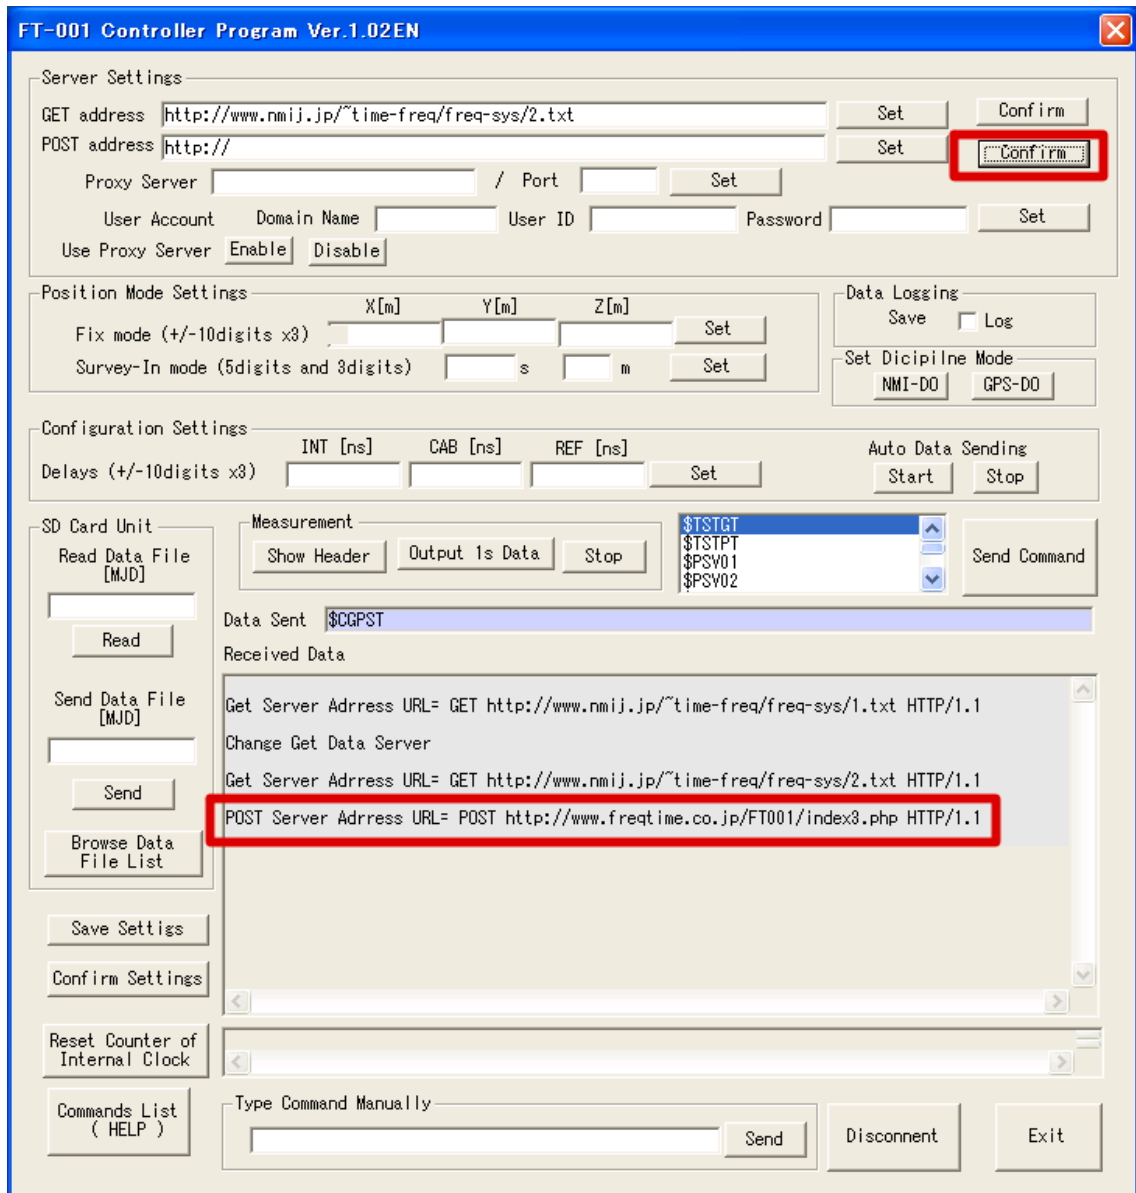 FT-001 Controller Program Ver.1.02EN
Server Settings
GET address http://www.nmij.jp/~time-freq/freq-sys/2.txt Set Confirm
POST address http:// Set Confirm
Proxy Server / Port Set
User Account Domain Name User ID Password Set
Use Proxy Server Enable Disable
Position Mode Settings
X[m] Y[m] Z[m]
Fix mode (+/-10digits x3) Set
Survey-In mode (5digits and 3digits) s m Set
Data Logging
Save Log
Set Dicipilne Mode
NMI-DO GPS-DO
Configuration Settings
INT [ns] CAB [ns] REF [ns]
Delays (+/-10digits x3) Set
Auto Data Sending
Start Stop
SD Card Unit
Read Data File
[MJD]
Read
Send Data File
[MJD]
Send
Browse Data
File List
Measurement
Show Header Output 1s Data Stop
$TSTGT
$TSTPT
$PSV01
$PSV02
Send Command
Data Sent $CGPST
Received Data
Get Server Adrress URL= GET http://www.nmij.jp/~time-freq/freq-sys/1.txt HTTP/1.1
Change Get Data Server
Get Server Adrress URL= GET http://www.nmij.jp/~time-freq/freq-sys/2.txt HTTP/1.1
POST Server Adrress URL= POST http://www.freqtime.co.jp/FT001/index3.php HTTP/1.1
Save Settigs
Confirm Settings
Reset Counter of
Internal Clock
Commands List
( HELP )
Type Command Manually
Send
Disconnent
Exit